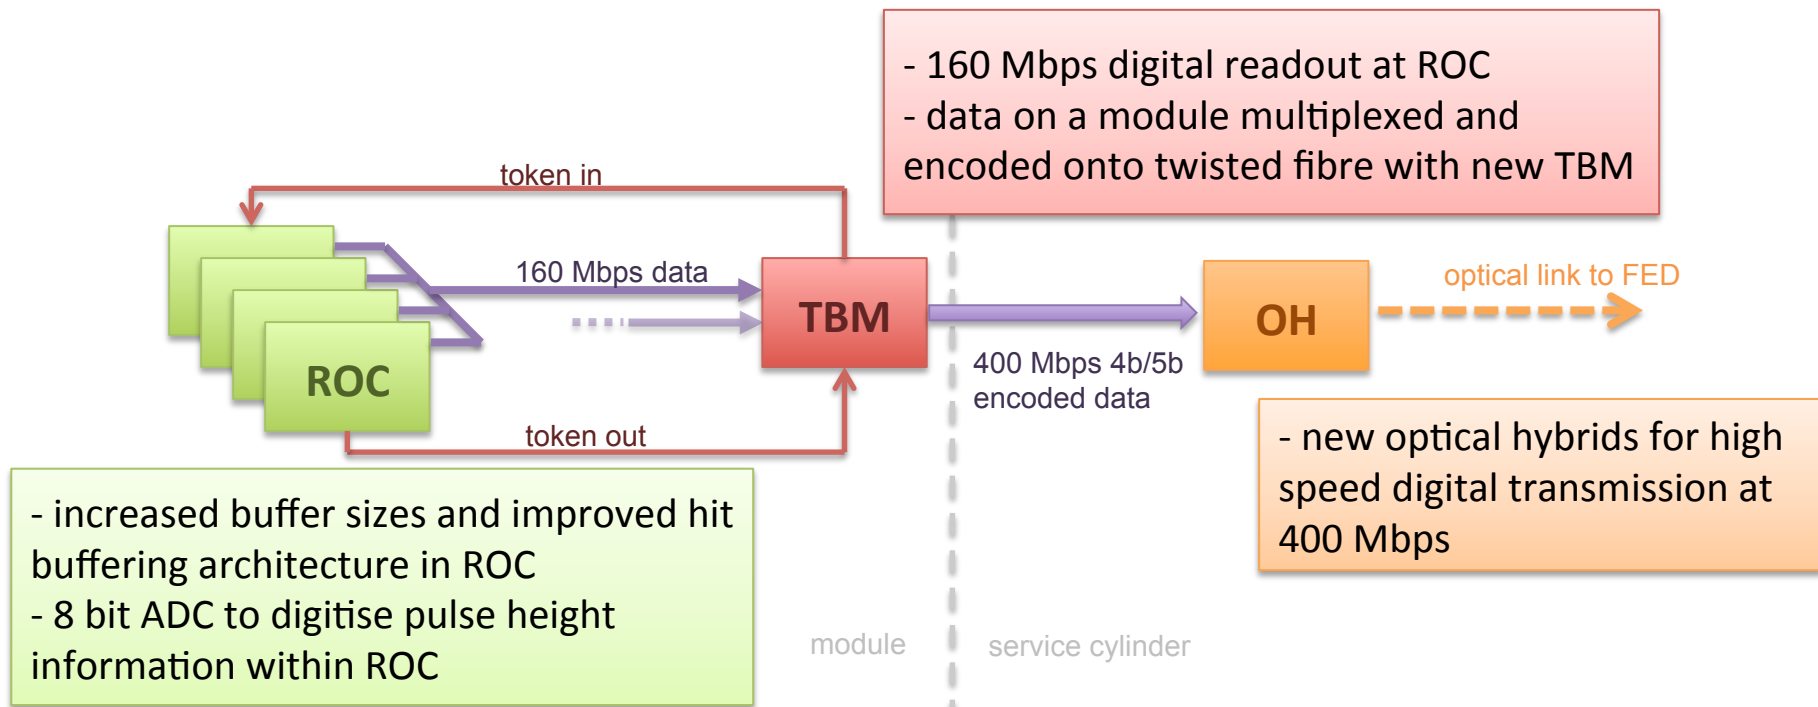 - 160 Mbps digital readout at ROC
- data on a module multiplexed and
encoded onto twisted fibre with new TBM
token in
160 Mbps data
TBM
optical link to FED
OH
ROC
400 Mbps 4b/5b
encoded data
token out
- new optical hybrids for high
speed digital transmission at
400 Mbps
- increased buffer sizes and improved hit
buffering architecture in ROC
- 8 bit ADC to digitise pulse height
information within ROC
module
service cylinder